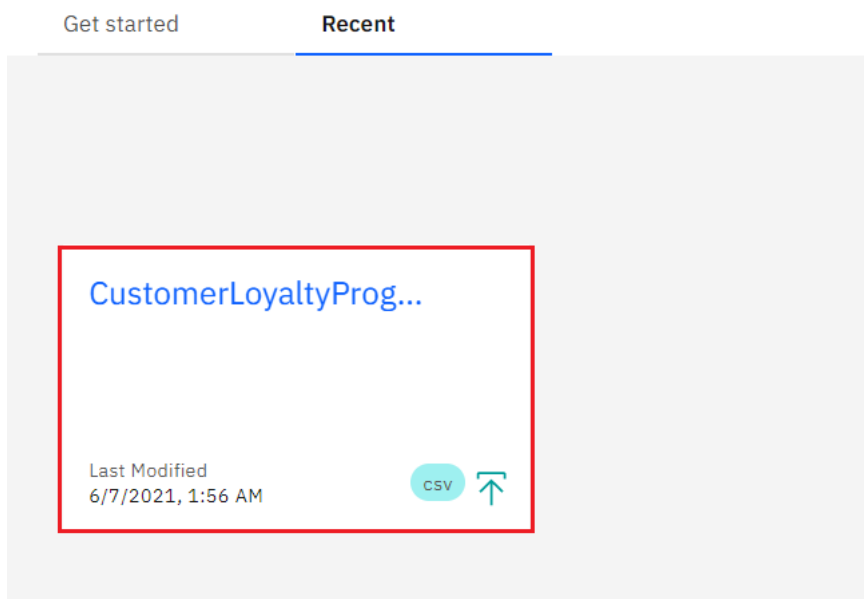 Get started
Recent
CustomerLoyaltyProg...
Last Modified
6/7/2021, 1:56 AM
csv